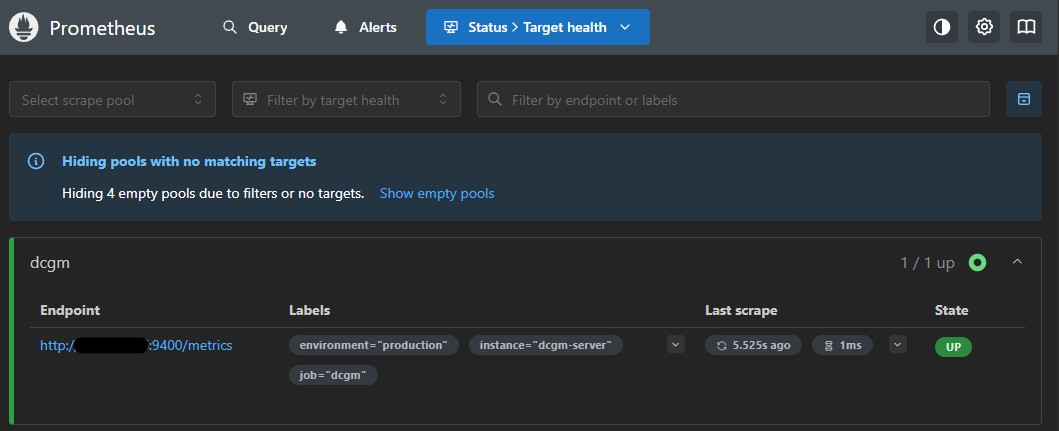 Prometheus Query Alerts Status > Target health
Select scrape pool Filter by target health Filter by endpoint or labels
Hiding pools with no matching targets
Hiding 4 empty pools due to filters or no targets. Show empty pools
dcgm 1 / 1 up
Endpoint Labels Last scrape State
http:/ :9400/metrics environment="production" instance="dcgm-server" 5.525s ago 1ms UP
job="dcgm"